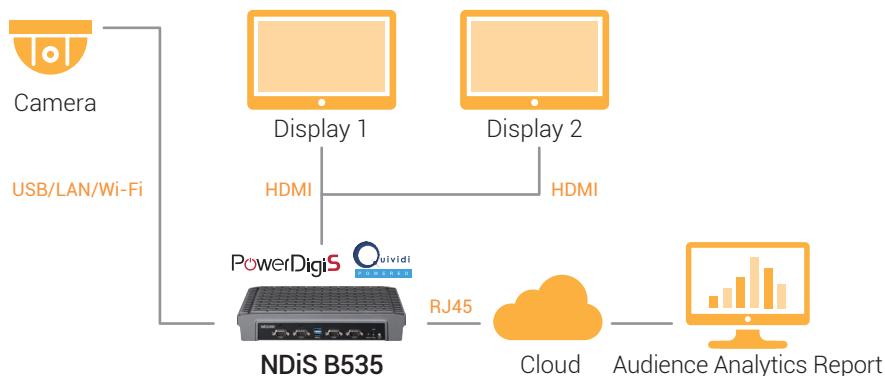 Camera
Display 1
Display 2
USB/LAN/Wi-Fi
HDMI
HDMI
PowerDigiS
Quividi
POWERED
RJ45
NDiS B535
Cloud
Audience Analytics Report